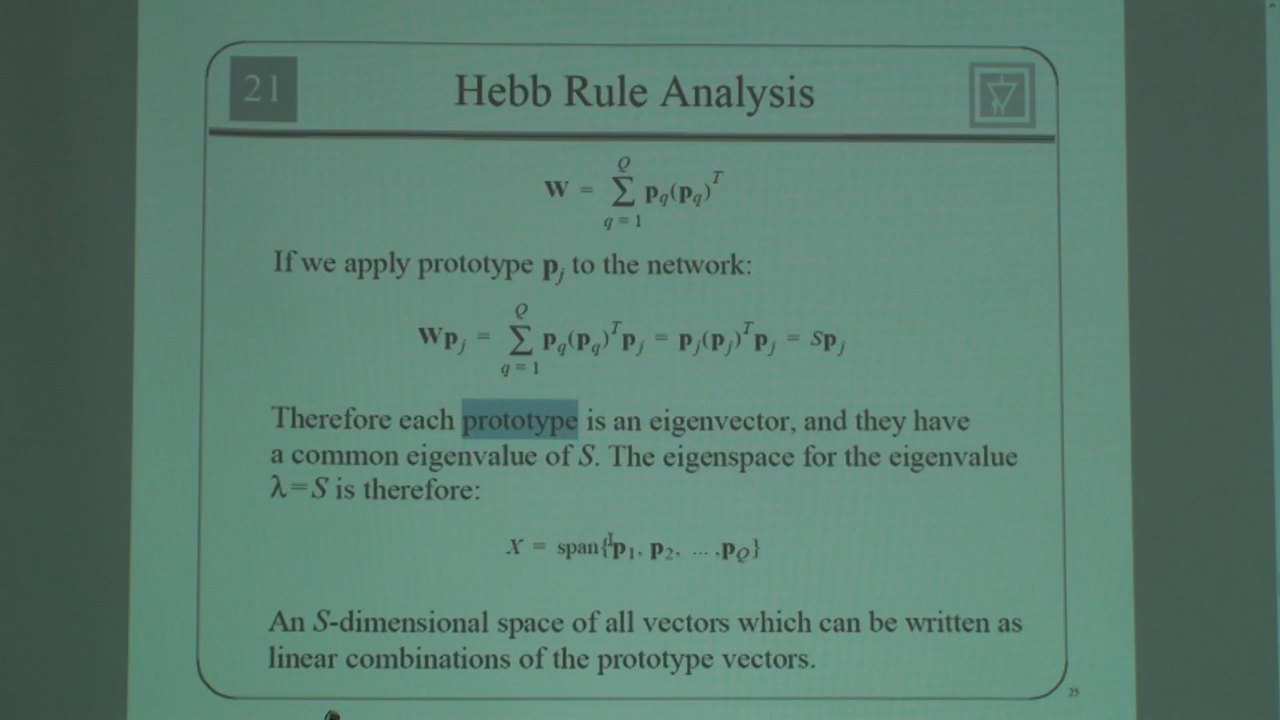 21
Hebb Rule Analysis
W = ∑_{q = 1}^{Q} p_q(p_q)^T
If we apply prototype p_j to the network:
Wp_j = ∑_{q = 1}^{Q} p_q(p_q)^T p_j = p_j(p_j)^T p_j = Sp_j
Therefore each prototype is an eigenvector, and they have
a common eigenvalue of S. The eigenspace for the eigenvalue
λ=S is therefore:
X = span{p_1, p_2, ... ,p_Q}
An S-dimensional space of all vectors which can be written as
linear combinations of the prototype vectors.
25